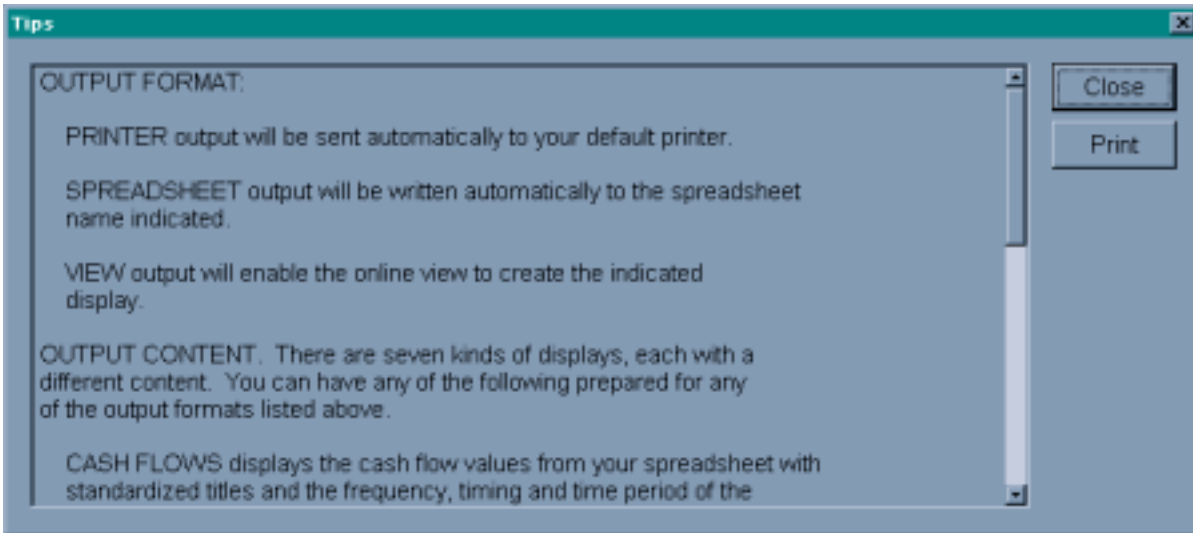 Tips
OUTPUT FORMAT:
PRINTER output will be sent automatically to your default printer.
SPREADSHEET output will be written automatically to the spreadsheet
name indicated.
VIEW output will enable the online view to create the indicated
display.
OUTPUT CONTENT.  There are seven kinds of displays, each with a
different content.  You can have any of the following prepared for any
of the output formats listed above.
CASH FLOWS displays the cash flow values from your spreadsheet with
standardized titles and the frequency, timing and time period of the
Close
Print